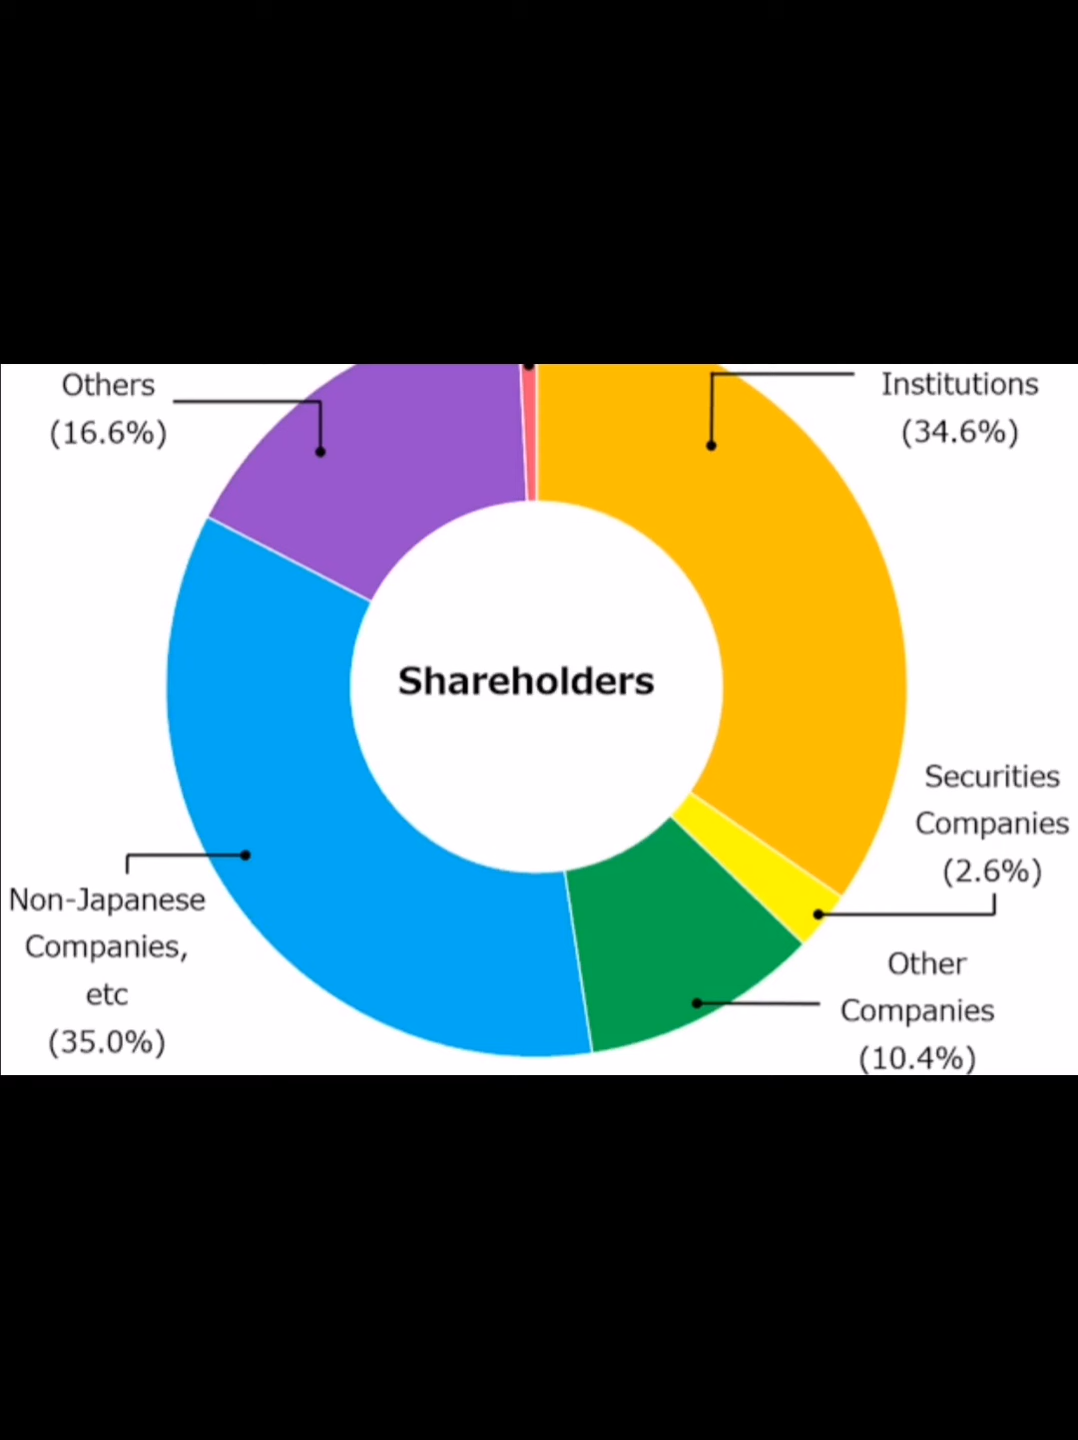 Others
(16.6%)
Institutions
(34.6%)
Shareholders
Securities
Companies
(2.6%)
Non-Japanese
Companies,
etc
(35.0%)
Other
Companies
(10.4%)